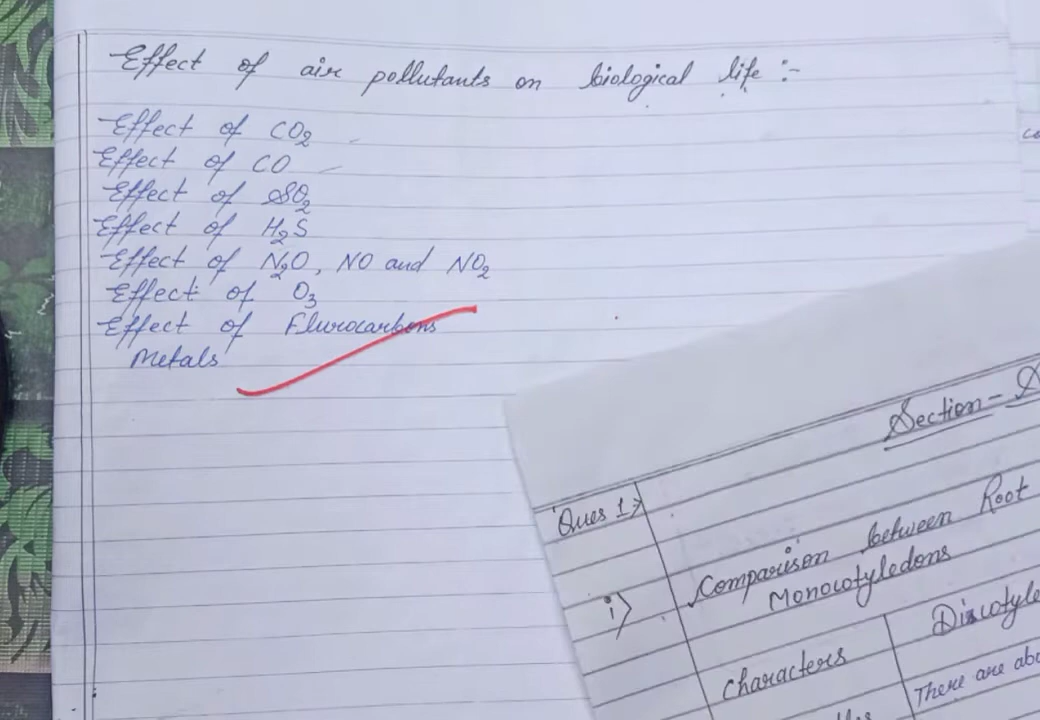 Effect of air pollutants on biological life :-
Effect of CO₂
Effect of CO
Effect of SO₂
Effect of H₂S
Effect of N₂O, NO and NO₂
Effect of O₃
Effect of Flurocarbons
Metals
Section-
Ques 1>
i> Comparison between Root
Monocotyledons
Characters
There are